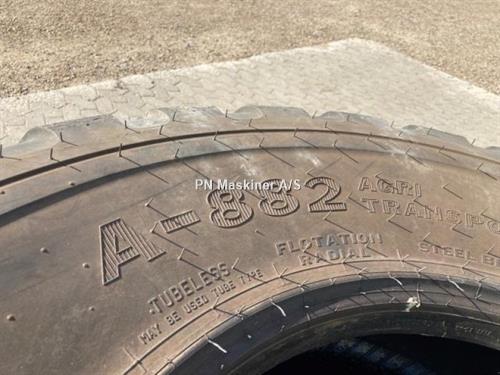 PN Maskiner A/S
A-882
AGRI
TRANSPO
FLOTATION
RADIAL
STEEL BE
TUBELESS
MAY BE USED TUBE TYPE